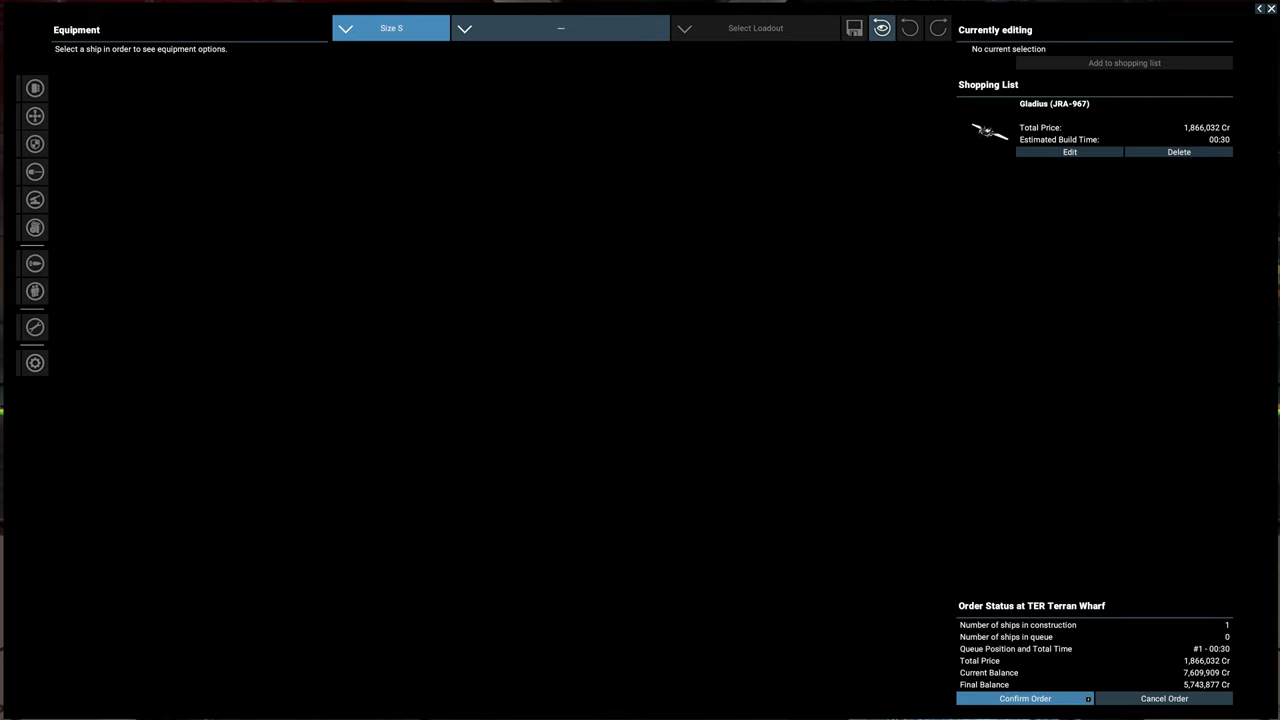 Equipment
Select a ship in order to see equipment options.
Size S
—
Select Loadout
Currently editing
No current selection
Add to shopping list
Shopping List
Gladius (JRA-967)
Total Price: 1,866,032 Cr
Estimated Build Time: 00:30
Edit Delete
Order Status at TER Terran Wharf
Number of ships in construction 1
Number of ships in queue 0
Queue Position and Total Time #1 - 00:30
Total Price 1,866,032 Cr
Current Balance 7,609,909 Cr
Final Balance 5,743,877 Cr
Confirm Order Cancel Order